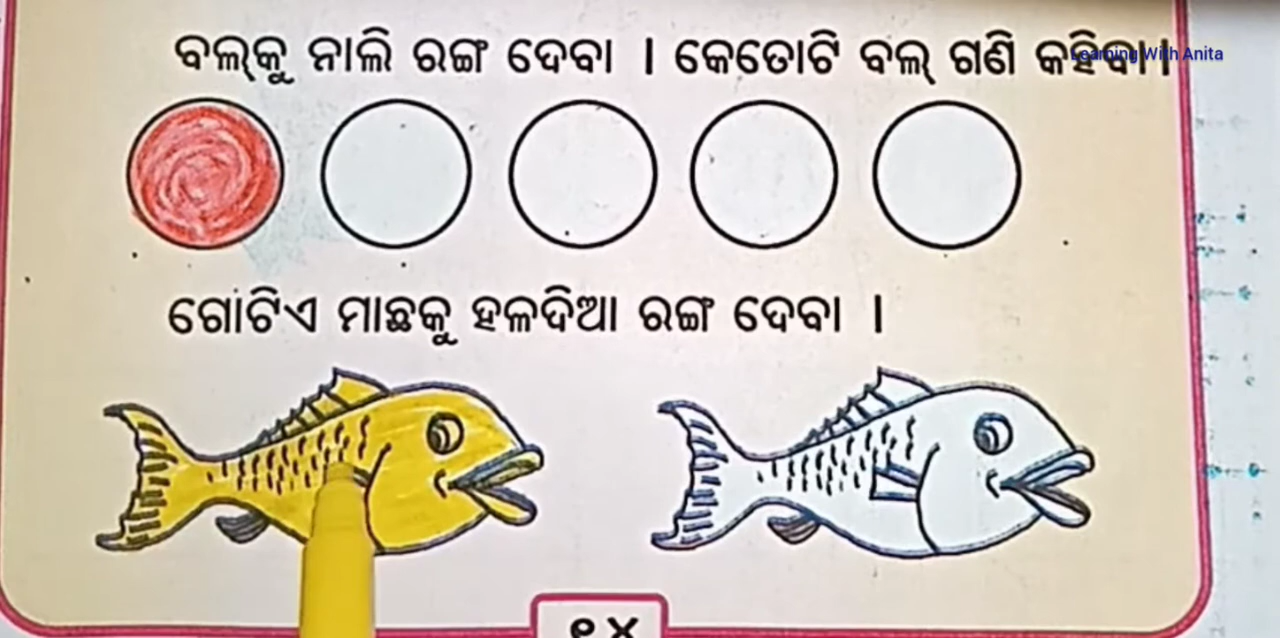 ବଲ୍‌କୁ ନାଲି ରଙ୍ଗ ଦେବା । କେତୋଟି ବଲ୍ ଗଣି କହିବା।
Learning With Anita
ଗୋଟିଏ ମାଛକୁ ହଳଦିଆ ରଙ୍ଗ ଦେବା ।